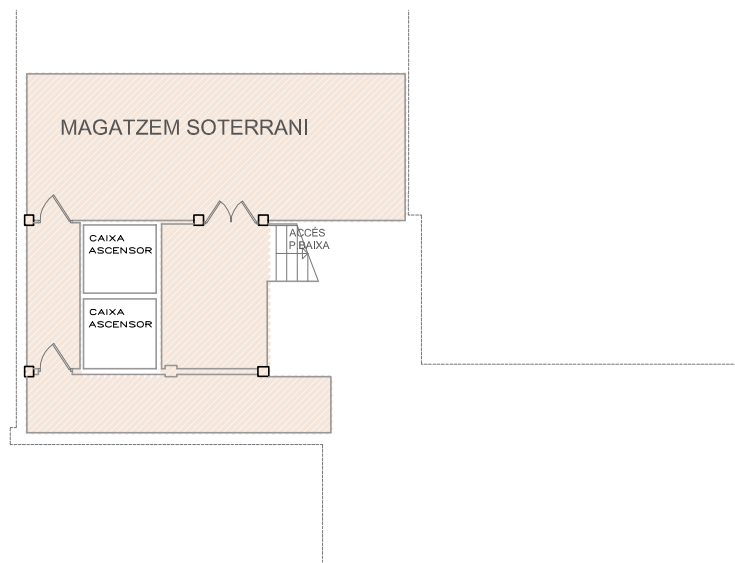 MAGATZEM SOTERRANI
ACCÉS
P.BAIXA
CAIXA
ASCENSOR
CAIXA
ASCENSOR